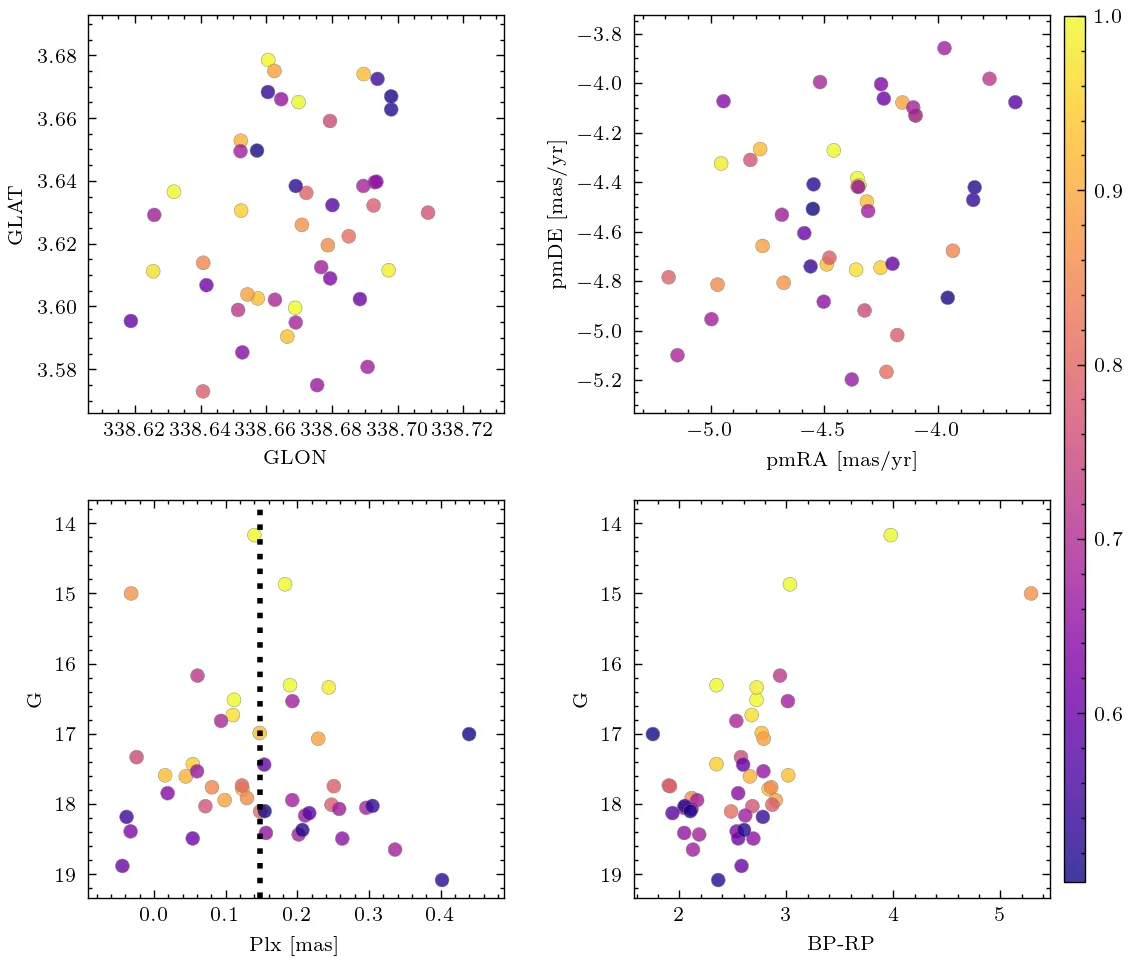 3.68
3.66
3.64
3.62
3.60
3.58
GLAT
338.62 338.64 338.66 338.68 338.70 338.72
GLON
−3.8
−4.0
−4.2
−4.4
−4.6
−4.8
−5.0
−5.2
pmDE [mas/yr]
−5.0 −4.5 −4.0
pmRA [mas/yr]
1.0
0.9
0.8
0.7
0.6
14
15
16
17
18
19
G
0.0 0.1 0.2 0.3 0.4
Plx [mas]
14
15
16
17
18
19
G
2 3 4 5
BP-RP